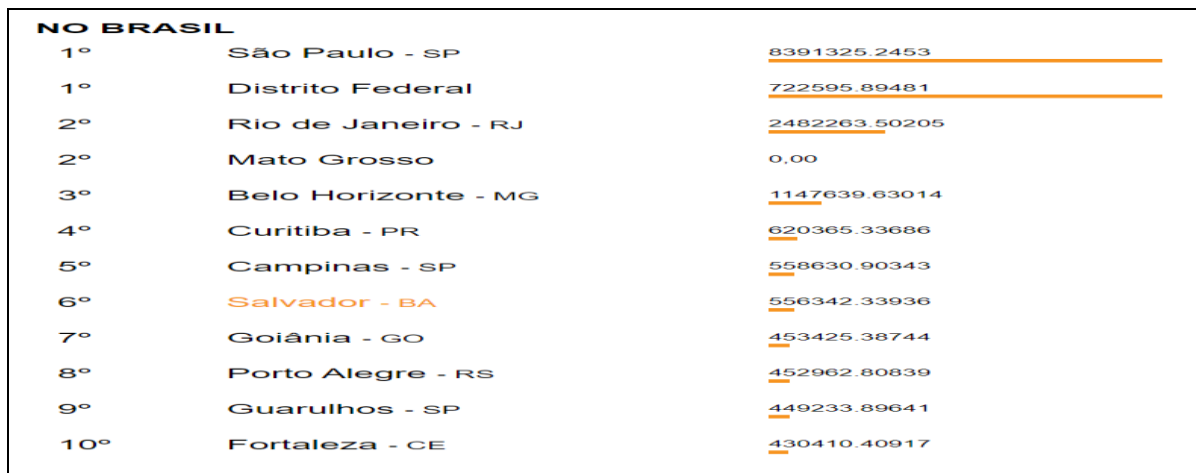 NO BRASIL
1º São Paulo - SP 8391325.2453
1º Distrito Federal 722595.89481
2º Rio de Janeiro - RJ 2482263.50205
2º Mato Grosso 0,00
3º Belo Horizonte - MG 1147639.63014
4º Curitiba - PR 620365.33686
5º Campinas - SP 558630.90343
6º Salvador - BA 556342.33936
7º Goiânia - GO 453425.38744
8º Porto Alegre - RS 452962.80839
9º Guarulhos - SP 449233.89641
10º Fortaleza - CE 430410.40917